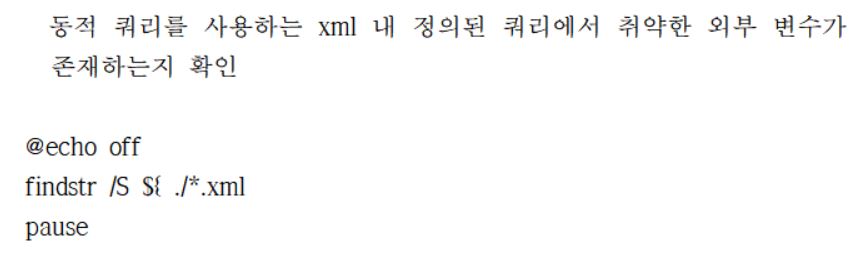 동적 쿼리를 사용하는 xml 내 정의된 쿼리에서 취약한 외부 변수가
존재하는지 확인
@echo off
findstr /S ${ ./*.xml
pause